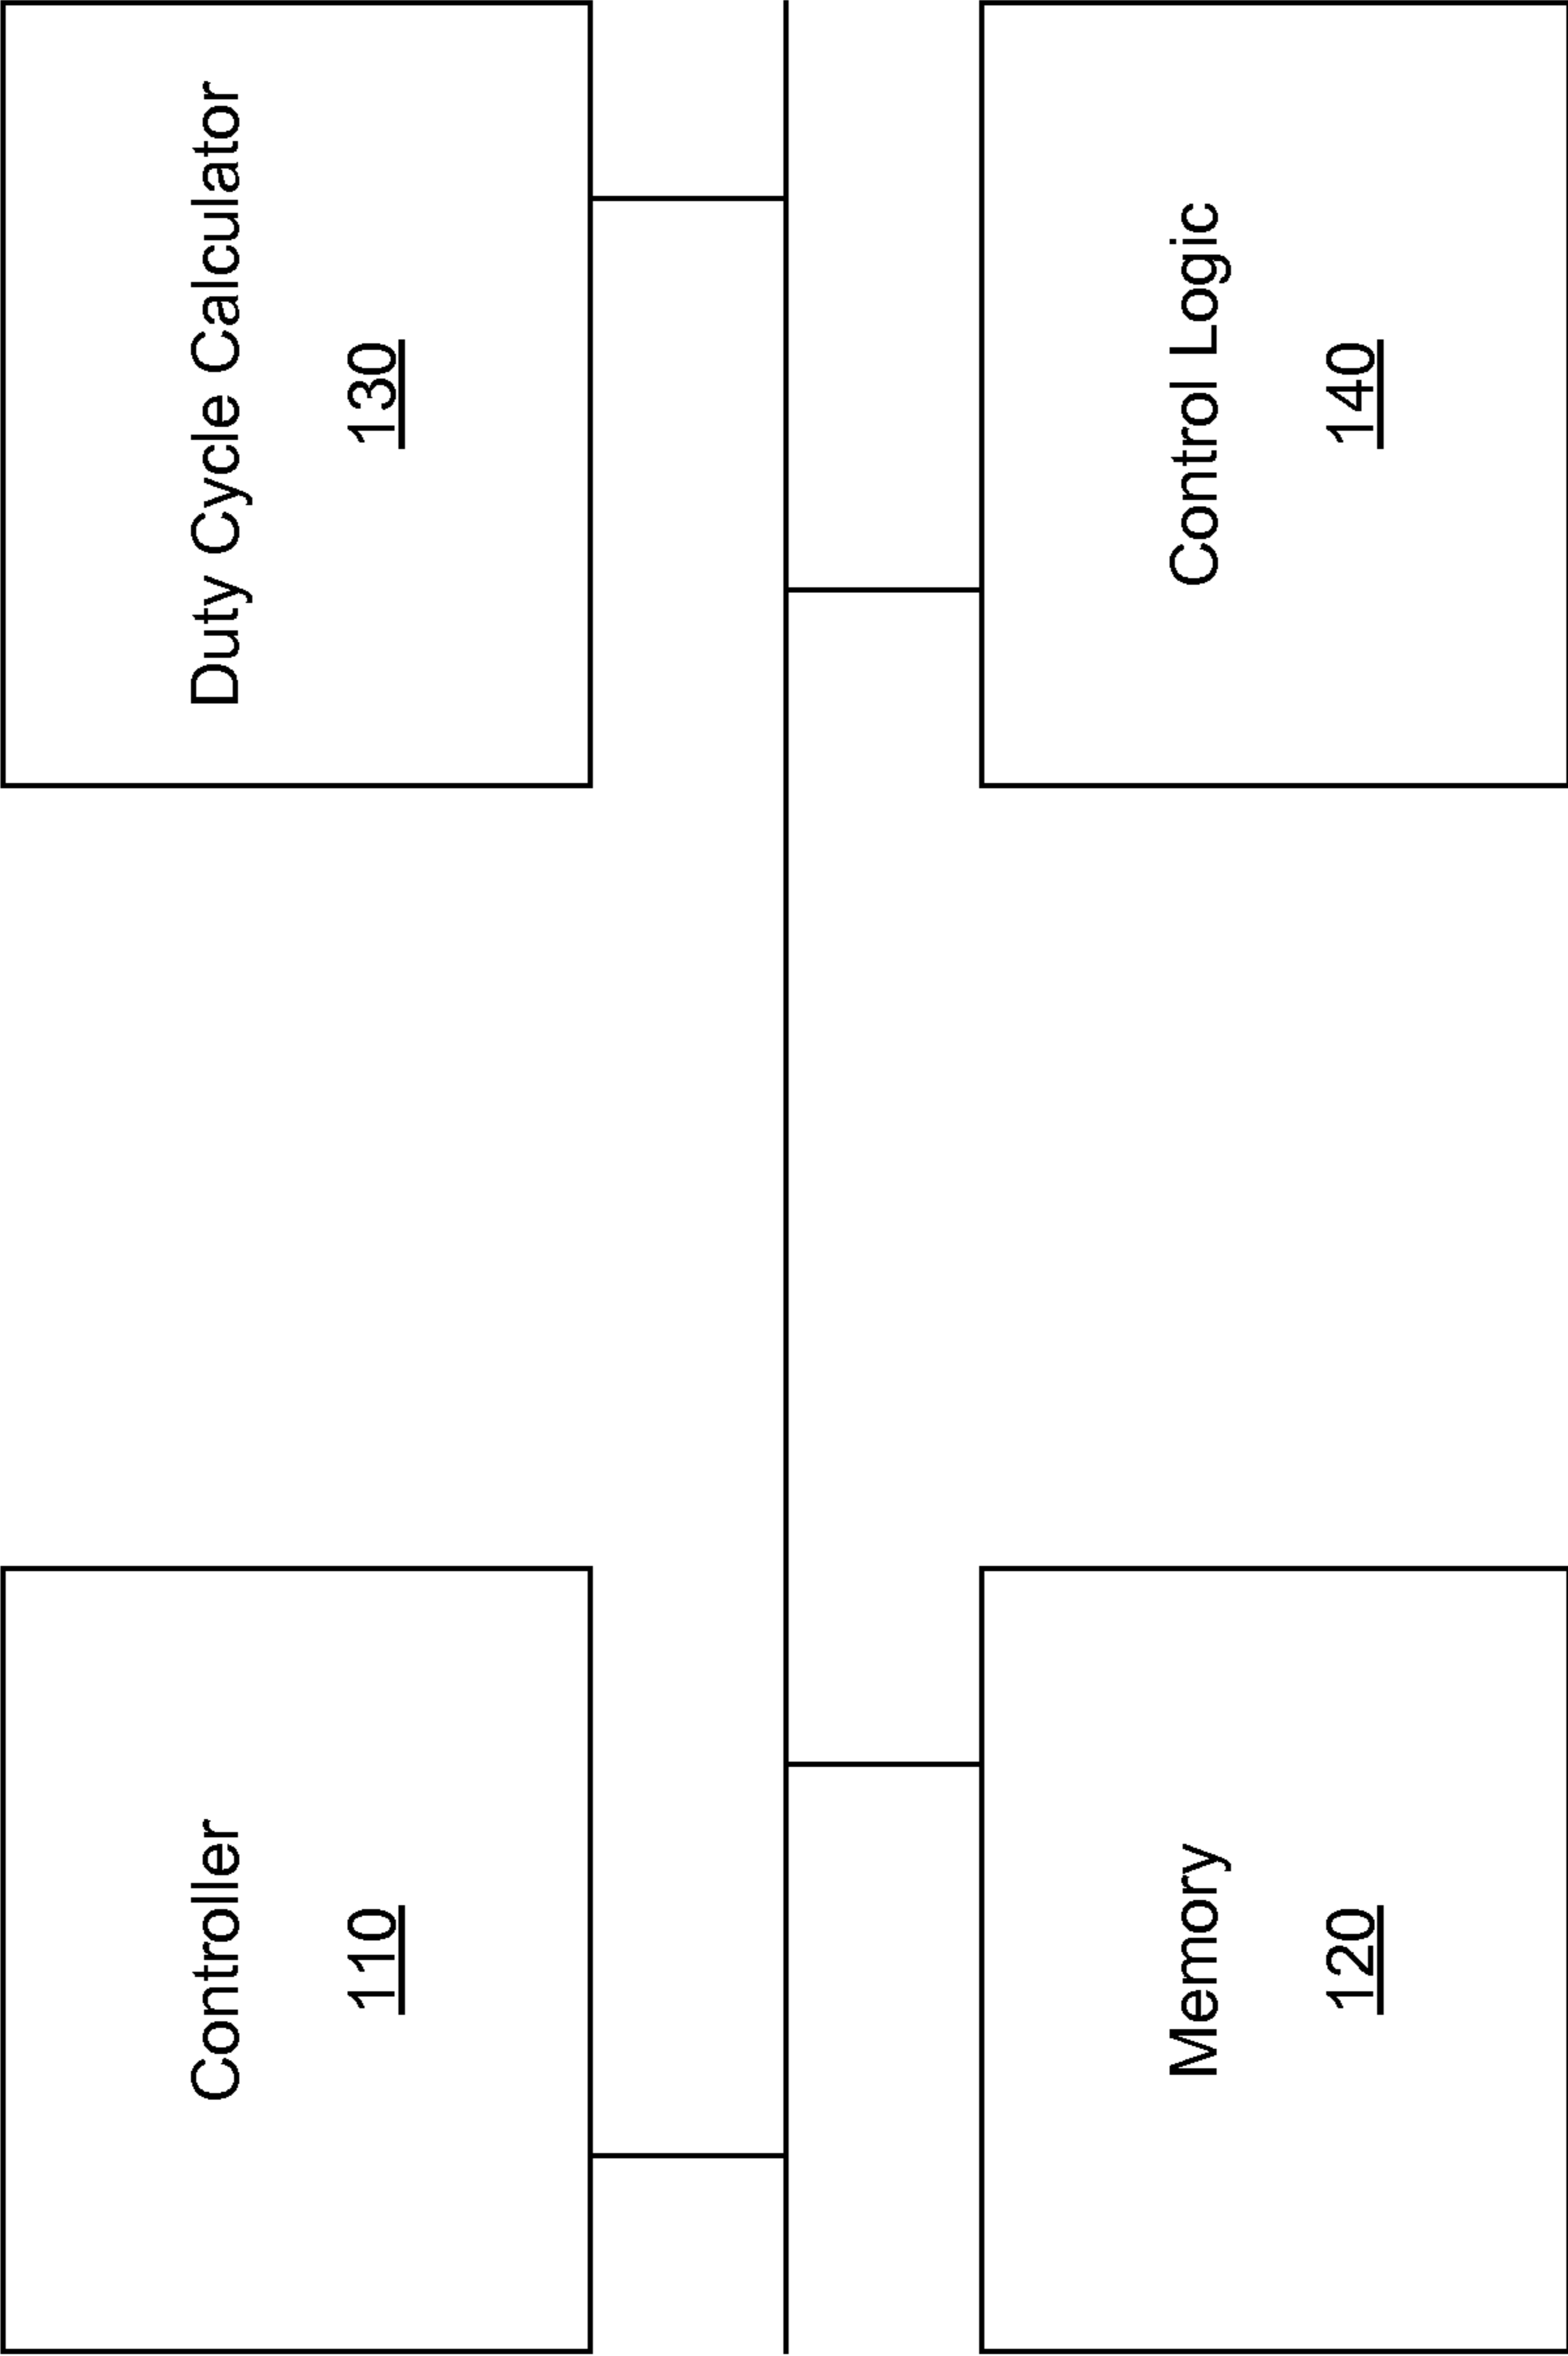 Controller
110
Duty Cycle Calculator
130
Memory
120
Control Logic
140